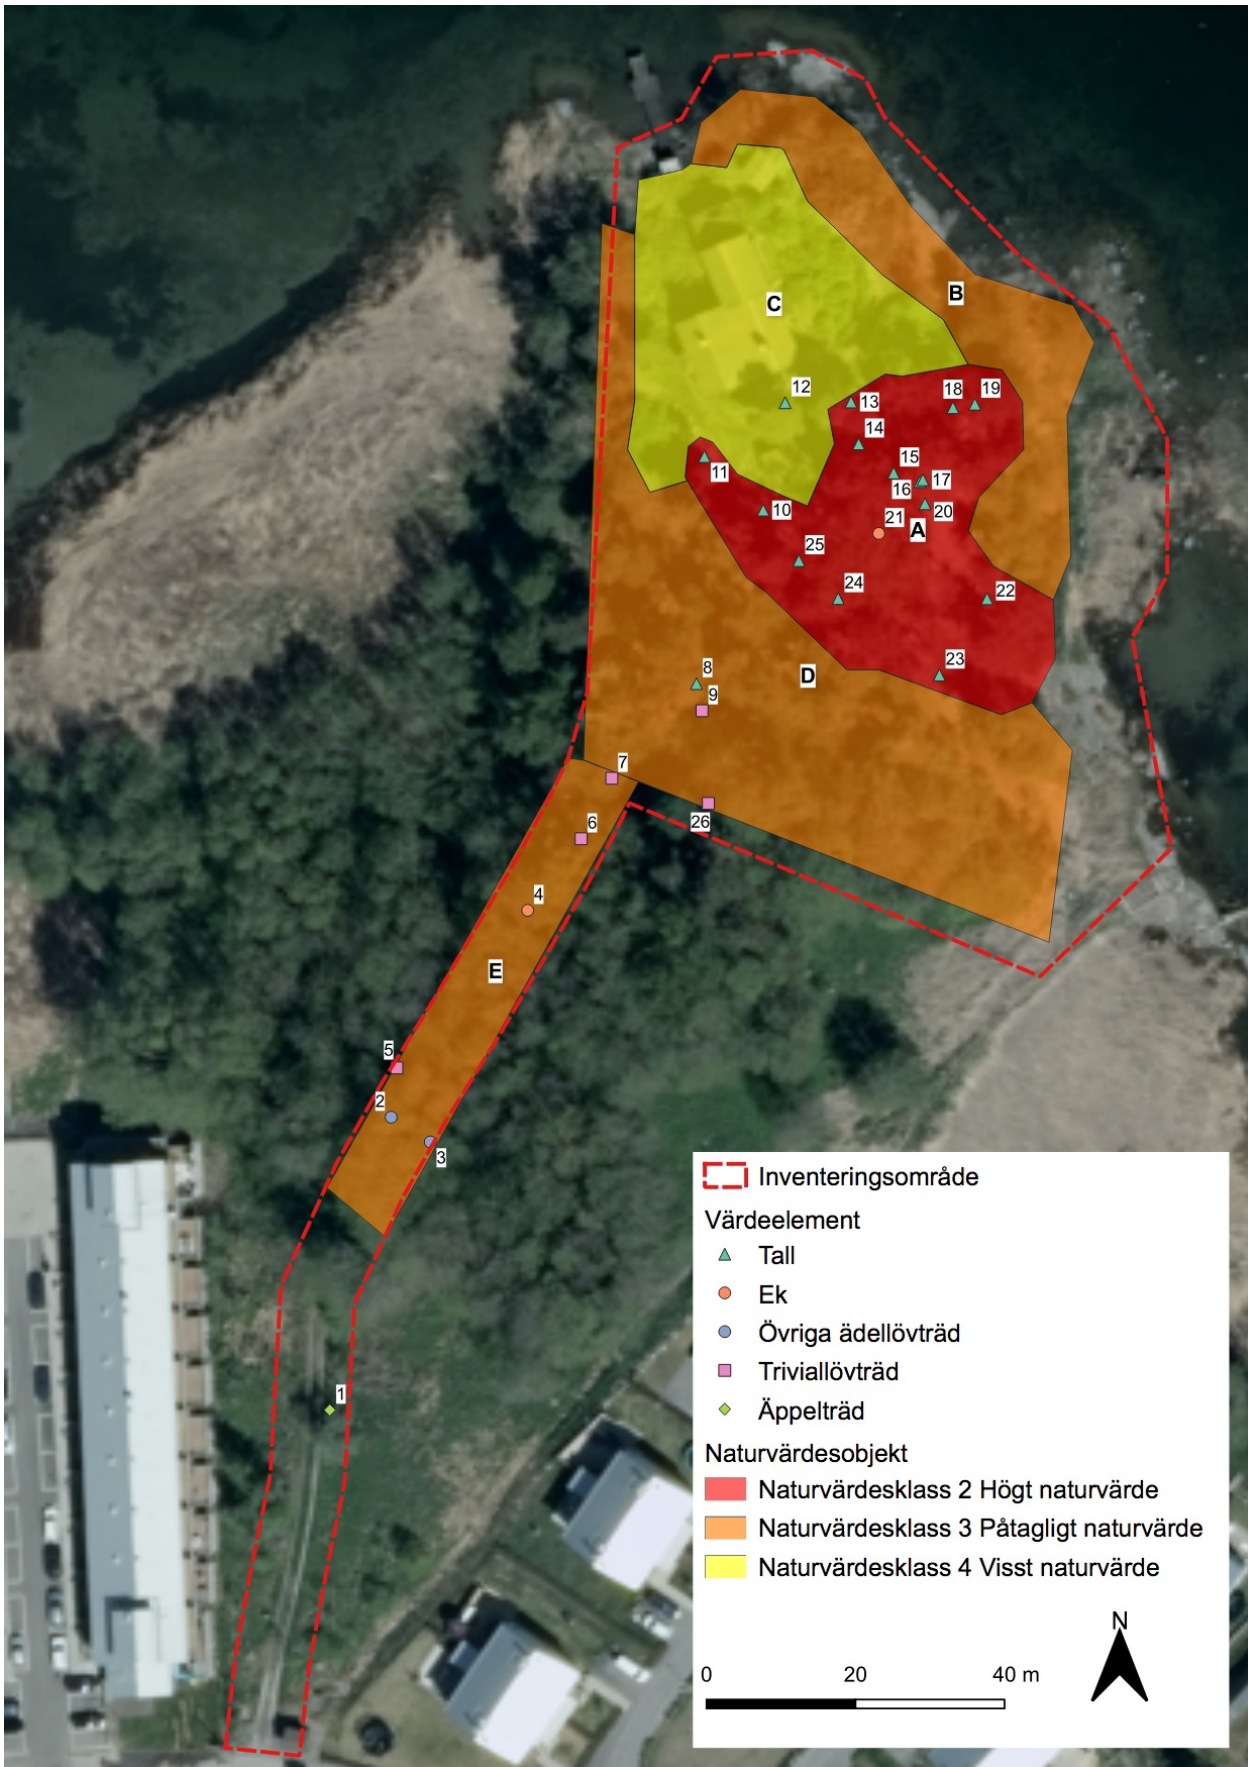 C
B
12
13
18
19
14
11
15
16
17
10
20
21
A
25
24
22
23
8
D
9
7
26
6
4
E
5
2
3
1
Inventeringsområde
Värdeelement
Tall
Ek
Övriga ädellövträd
Triviallövträd
Äppelträd
Naturvärdesobjekt
Naturvärdesklass 2 Högt naturvärde
Naturvärdesklass 3 Påtagligt naturvärde
Naturvärdesklass 4 Visst naturvärde
N
0 20 40 m